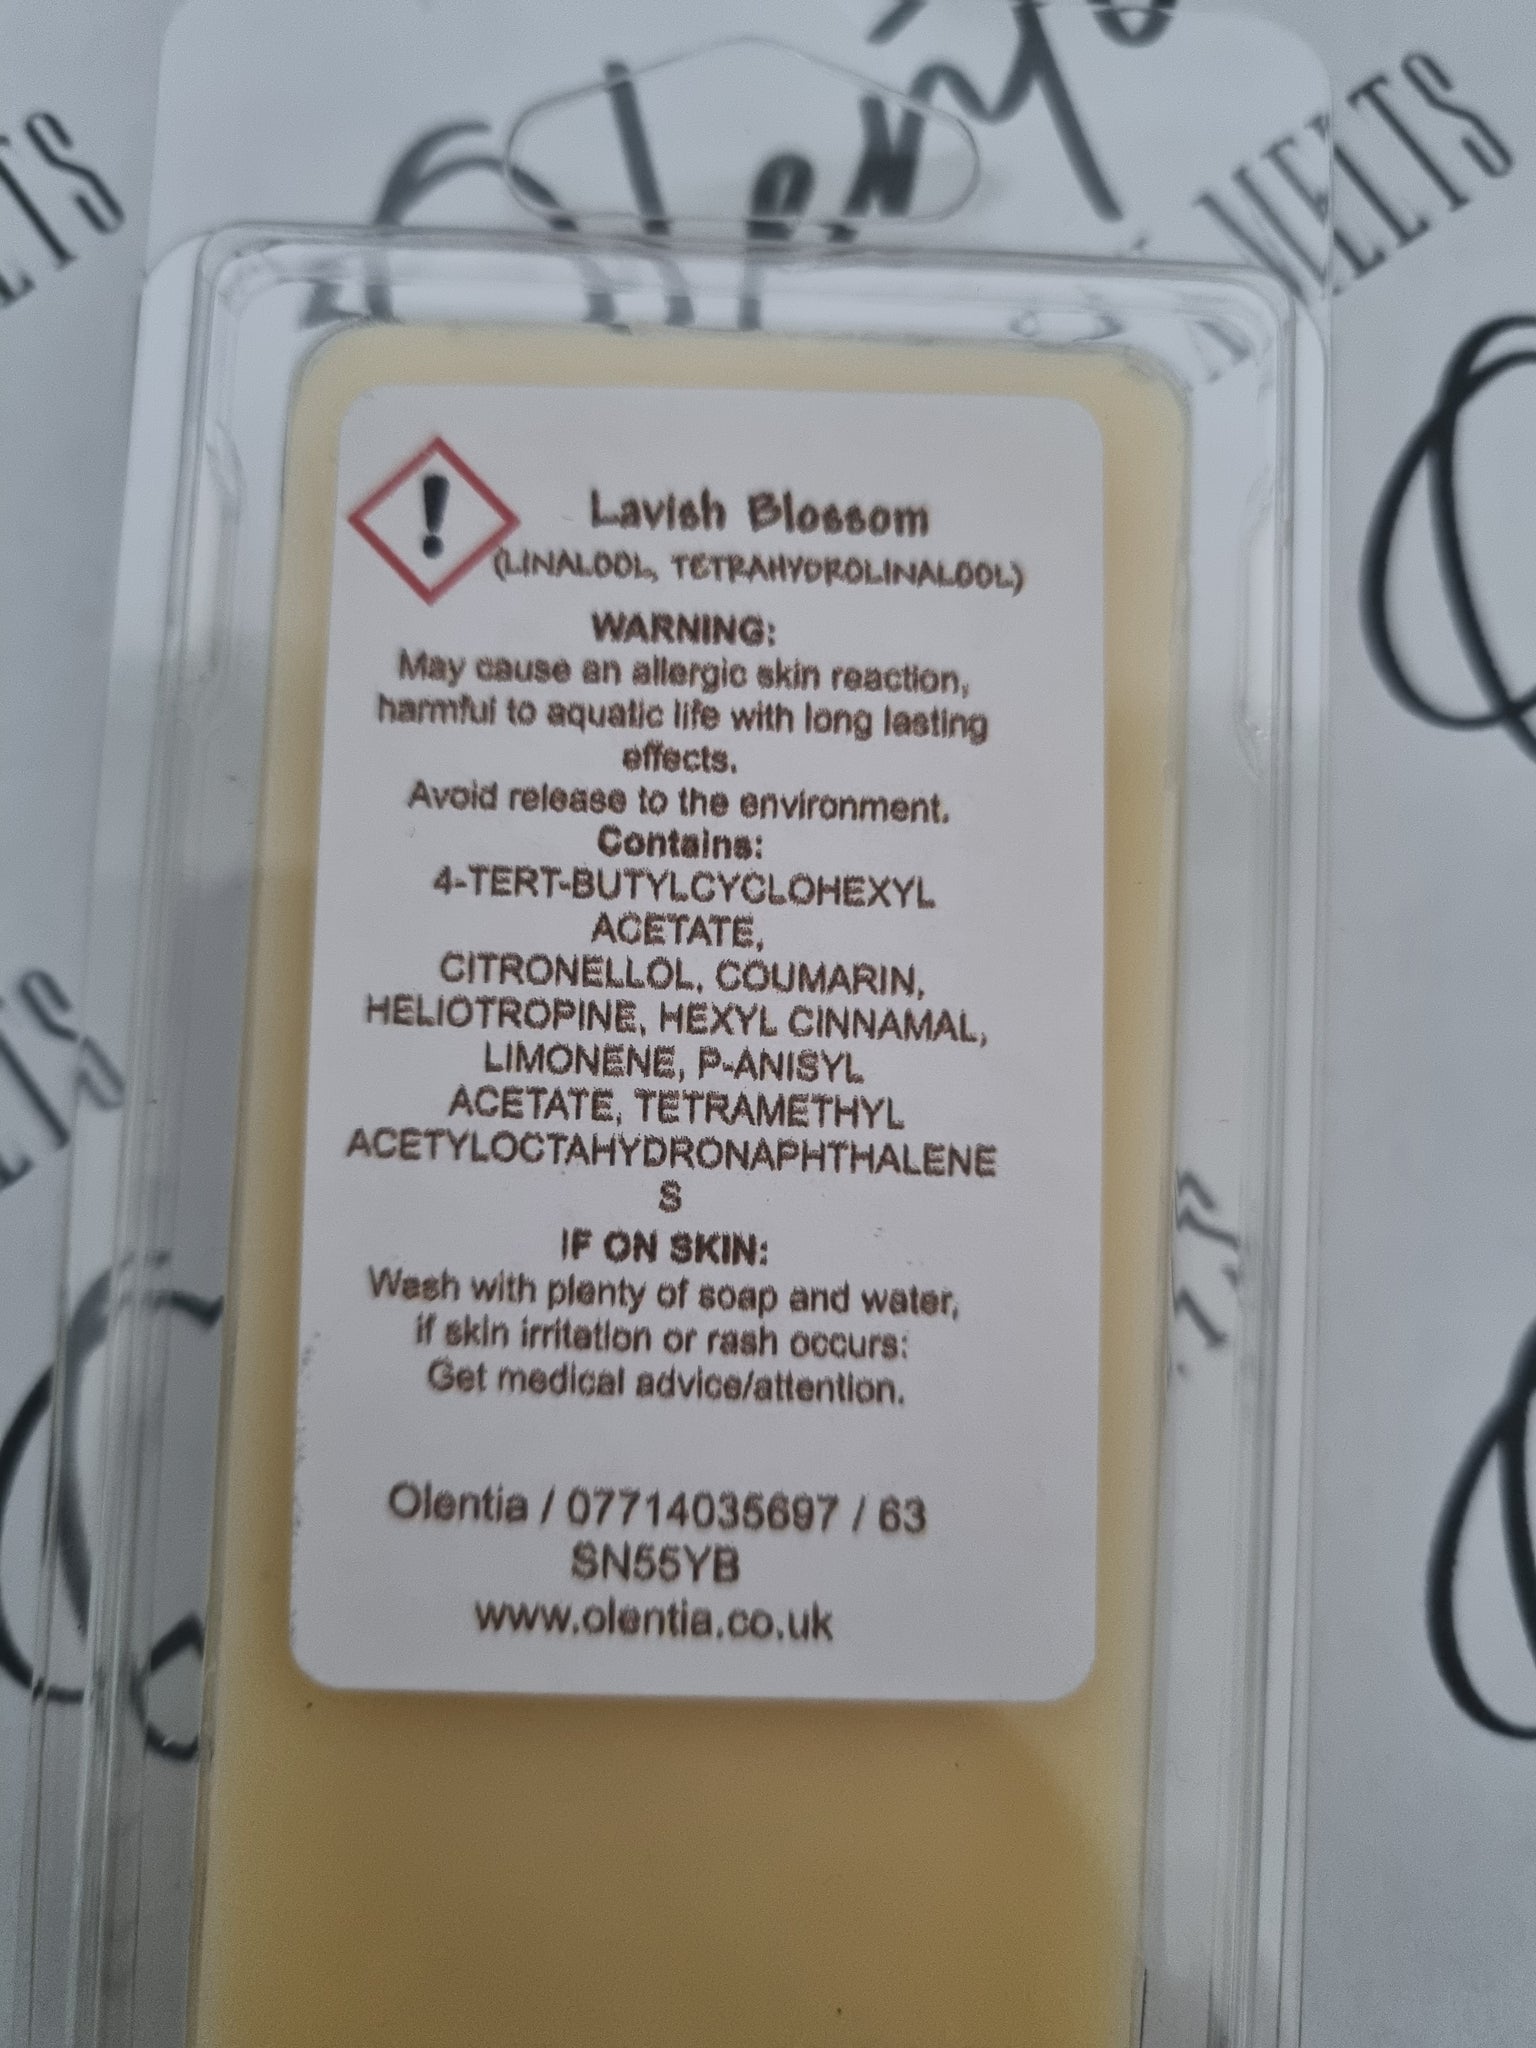 MELTS
Lavish Blossom
(LINALOOL, TETRAHYDROLINALOOL)
WARNING:
May cause an allergic skin reaction,
harmful to aquatic life with long lasting
effects.
Avoid release to the environment.
Contains:
4-TERT-BUTYLCYCLOHEXYL
ACETATE,
CITRONELLOL, COUMARIN,
HELIOTROPINE, HEXYL CINNAMAL,
LIMONENE, P-ANISYL
ACETATE, TETRAMETHYL
ACETYLOCTAHYDRONAPHTHALENE
S
IF ON SKIN:
Wash with plenty of soap and water,
if skin irritation or rash occurs:
Get medical advice/attention.
Olentia / 07714035697 / 63
SN55YB
www.olentia.co.uk